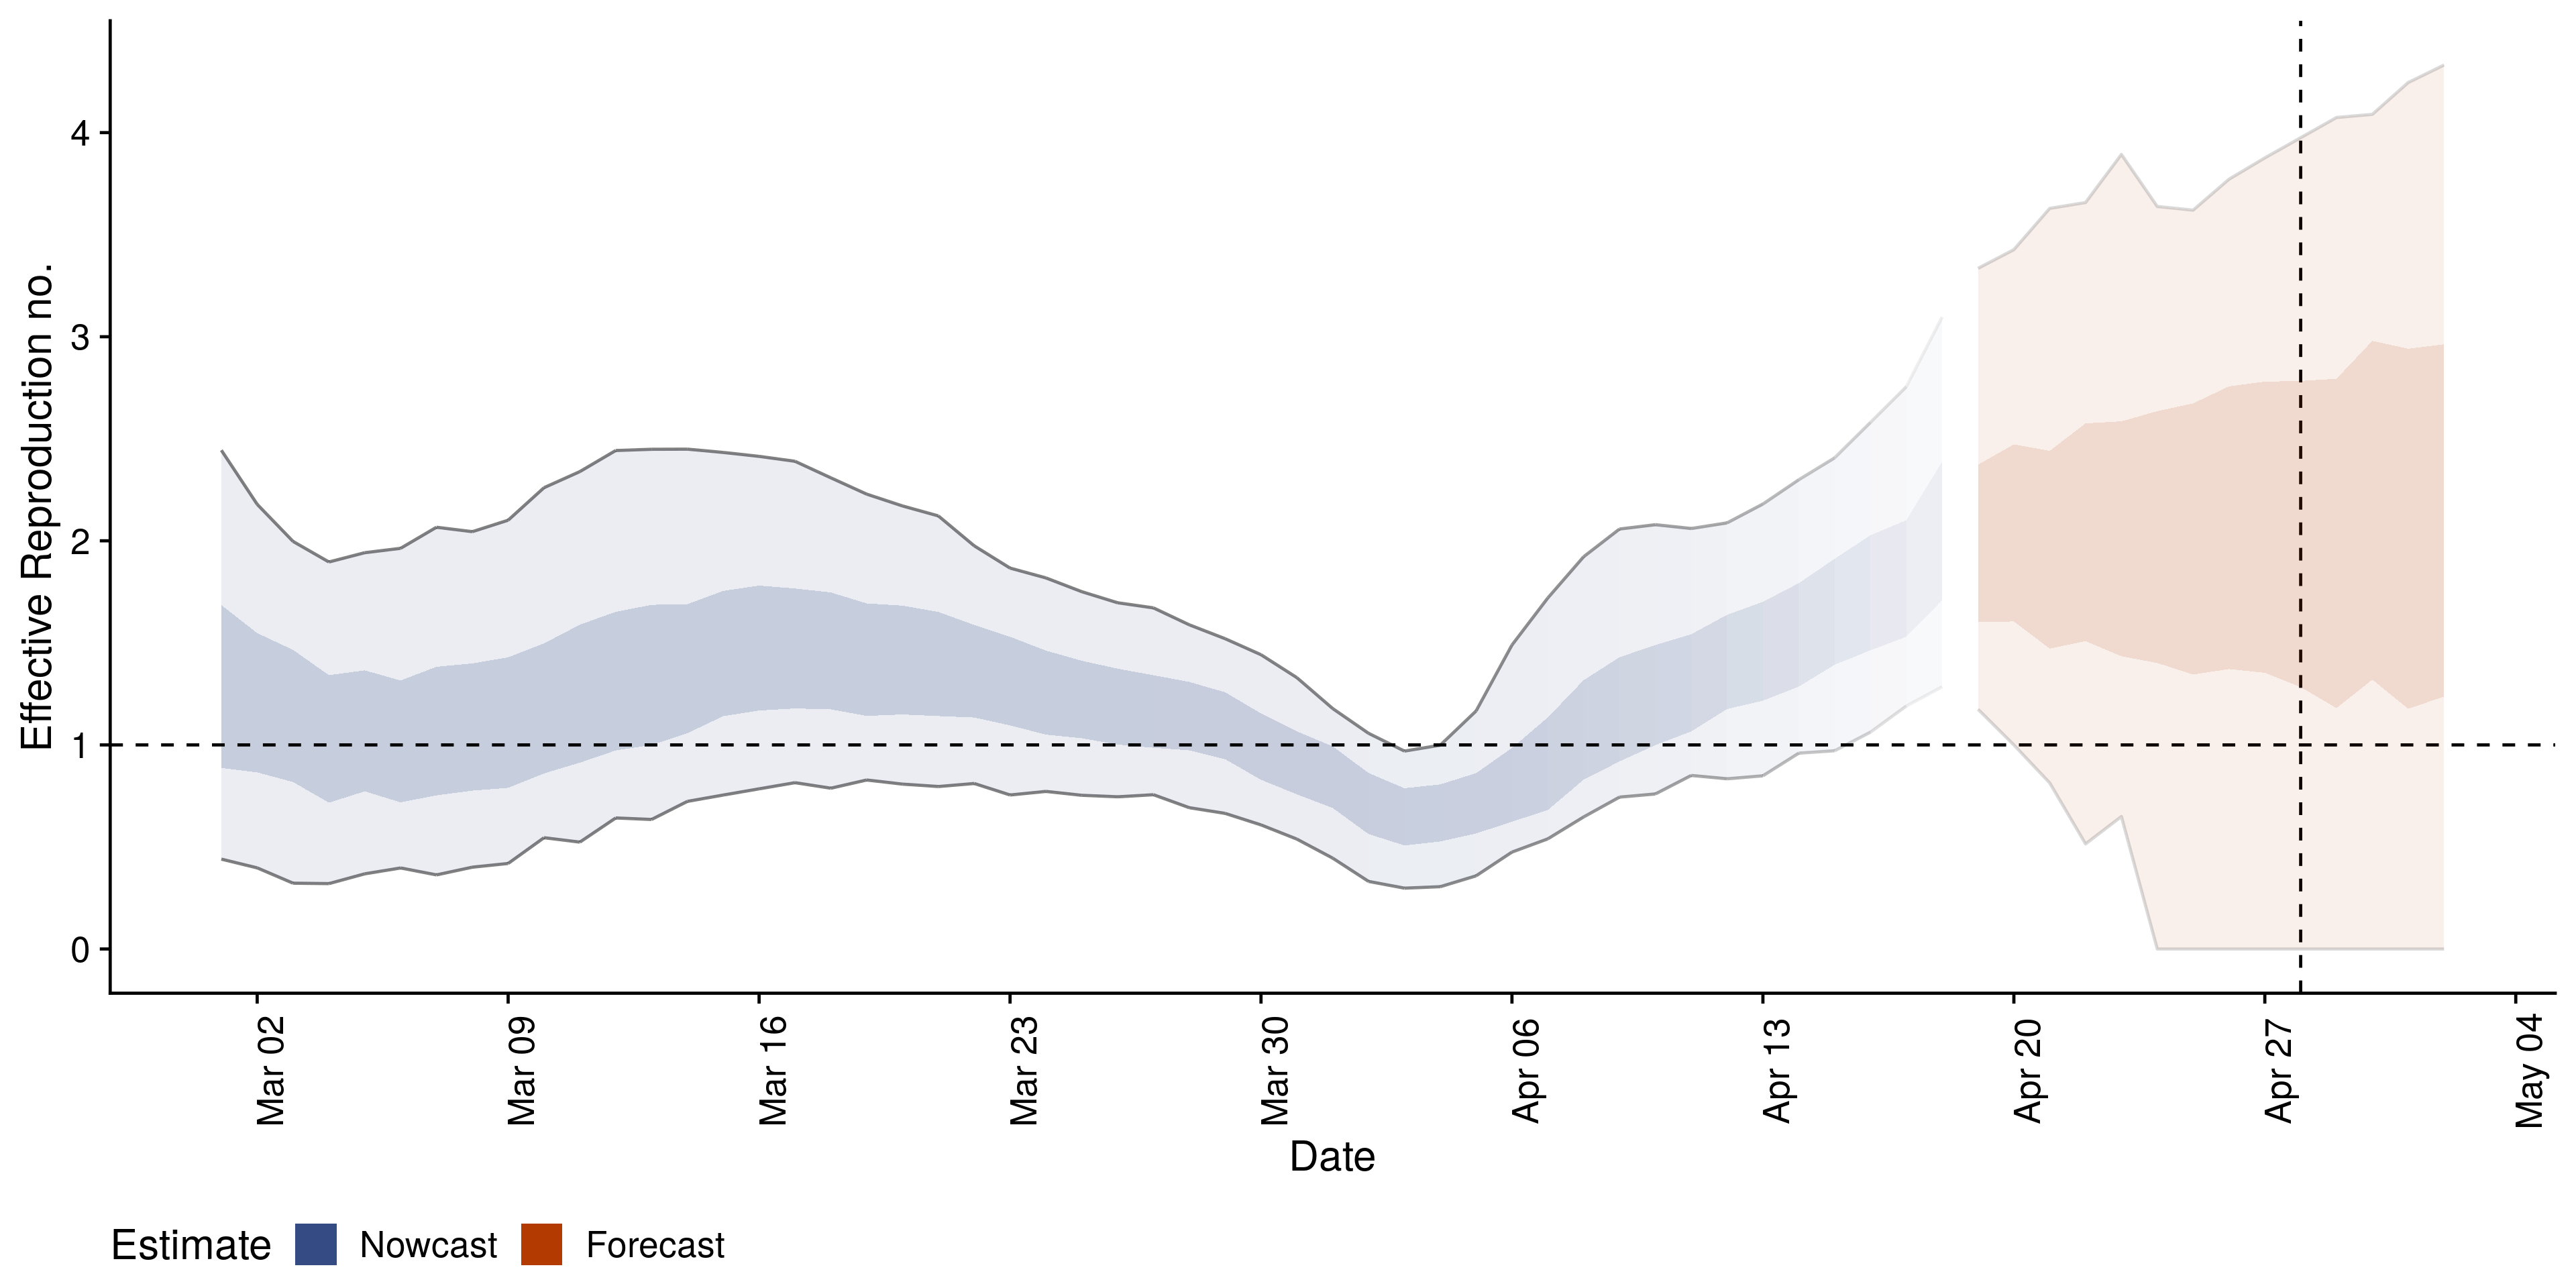 Effective Reproduction no.
4
3
2
1
0
Mar 02
Mar 09
Mar 16
Mar 23
Mar 30
Apr 06
Apr 13
Apr 20
Apr 27
May 04
Date
Estimate Nowcast Forecast